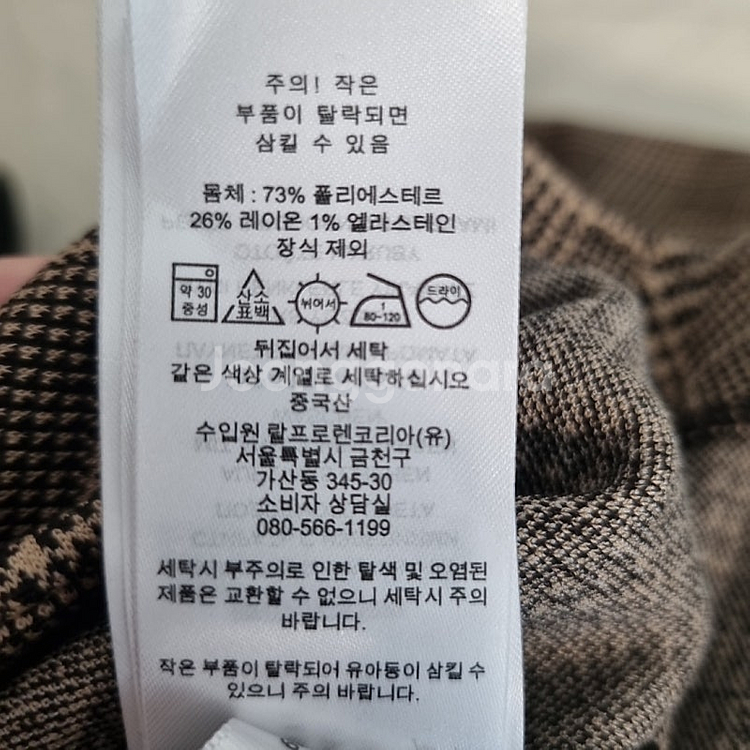 주의! 작은
부품이 탈락되면
삼킬 수 있음
몸체 : 73% 폴리에스테르
26% 레이온 1% 엘라스테인
장식 제외
약 30
중성
산소
표백
뉘어서
1
80-120
드라이
뒤집어서 세탁
같은 색상 계열로 세탁하십시오
중국산
수입원 랄프로렌코리아(유)
서울특별시 금천구
가산동 345-30
소비자 상담실
080-566-1199
세탁시 부주의로 인한 탈색 및 오염된
제품은 교환할 수 없으니 세탁시 주의
바랍니다.
작은 부품이 탈락되어 유아동이 삼킬 수
있으니 주의 바랍니다.